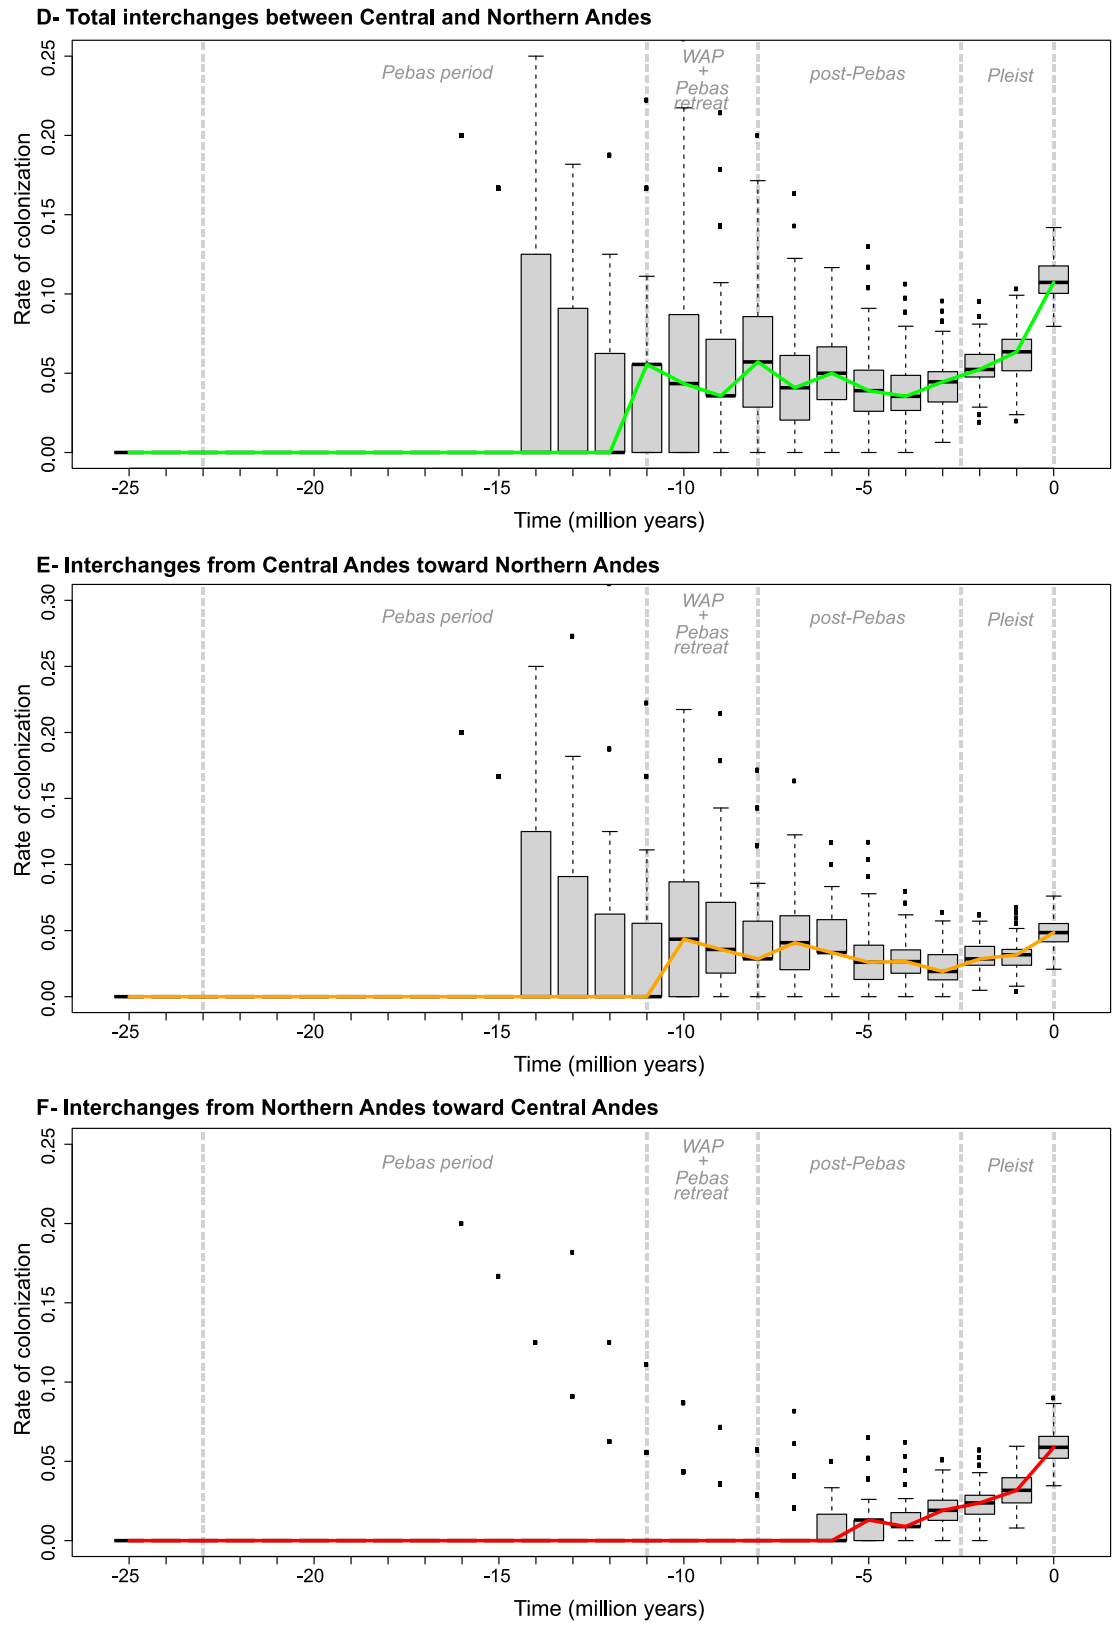 D- Total interchanges between Central and Northern Andes
Rate of colonization
0.25
0.20
0.15
0.10
0.05
0.00
Pebas period
WAP
+
Pebas
retreat
post-Pebas
Pleist
-25 -20 -15 -10 -5 0
Time (million years)
E- Interchanges from Central Andes toward Northern Andes
Rate of colonization
0.30
0.25
0.20
0.15
0.10
0.05
0.00
Pebas period
WAP
+
Pebas
retreat
post-Pebas
Pleist
-25 -20 -15 -10 -5 0
Time (million years)
F- Interchanges from Northern Andes toward Central Andes
Rate of colonization
0.25
0.20
0.15
0.10
0.05
0.00
Pebas period
WAP
+
Pebas
retreat
post-Pebas
Pleist
-25 -20 -15 -10 -5 0
Time (million years)